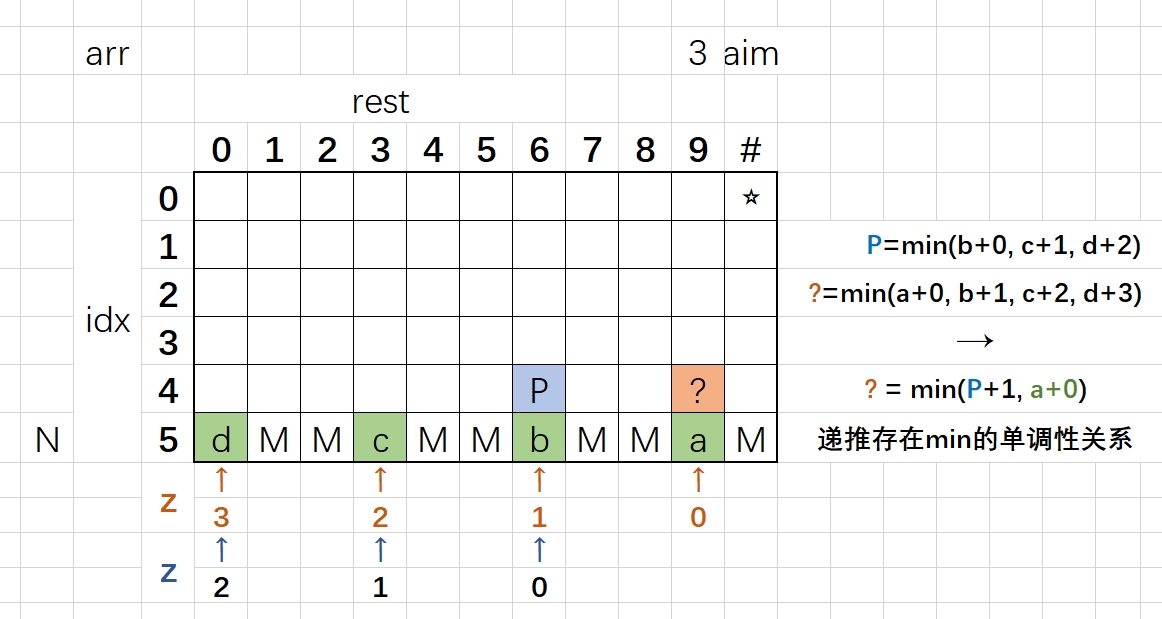 arr 3 aim
rest
0 1 2 3 4 5 6 7 8 9 #
0 ☆
1 P=min(b+0, c+1, d+2)
2 ?=min(a+0, b+1, c+2, d+3)
idx
3 →
4 P ? ? = min(P+1, a+0)
N 5 d M M c M M b M M a M 递推存在min的单调性关系
↑ ↑ ↑ ↑
z 3 2 1 0
↑ ↑ ↑
z 2 1 0